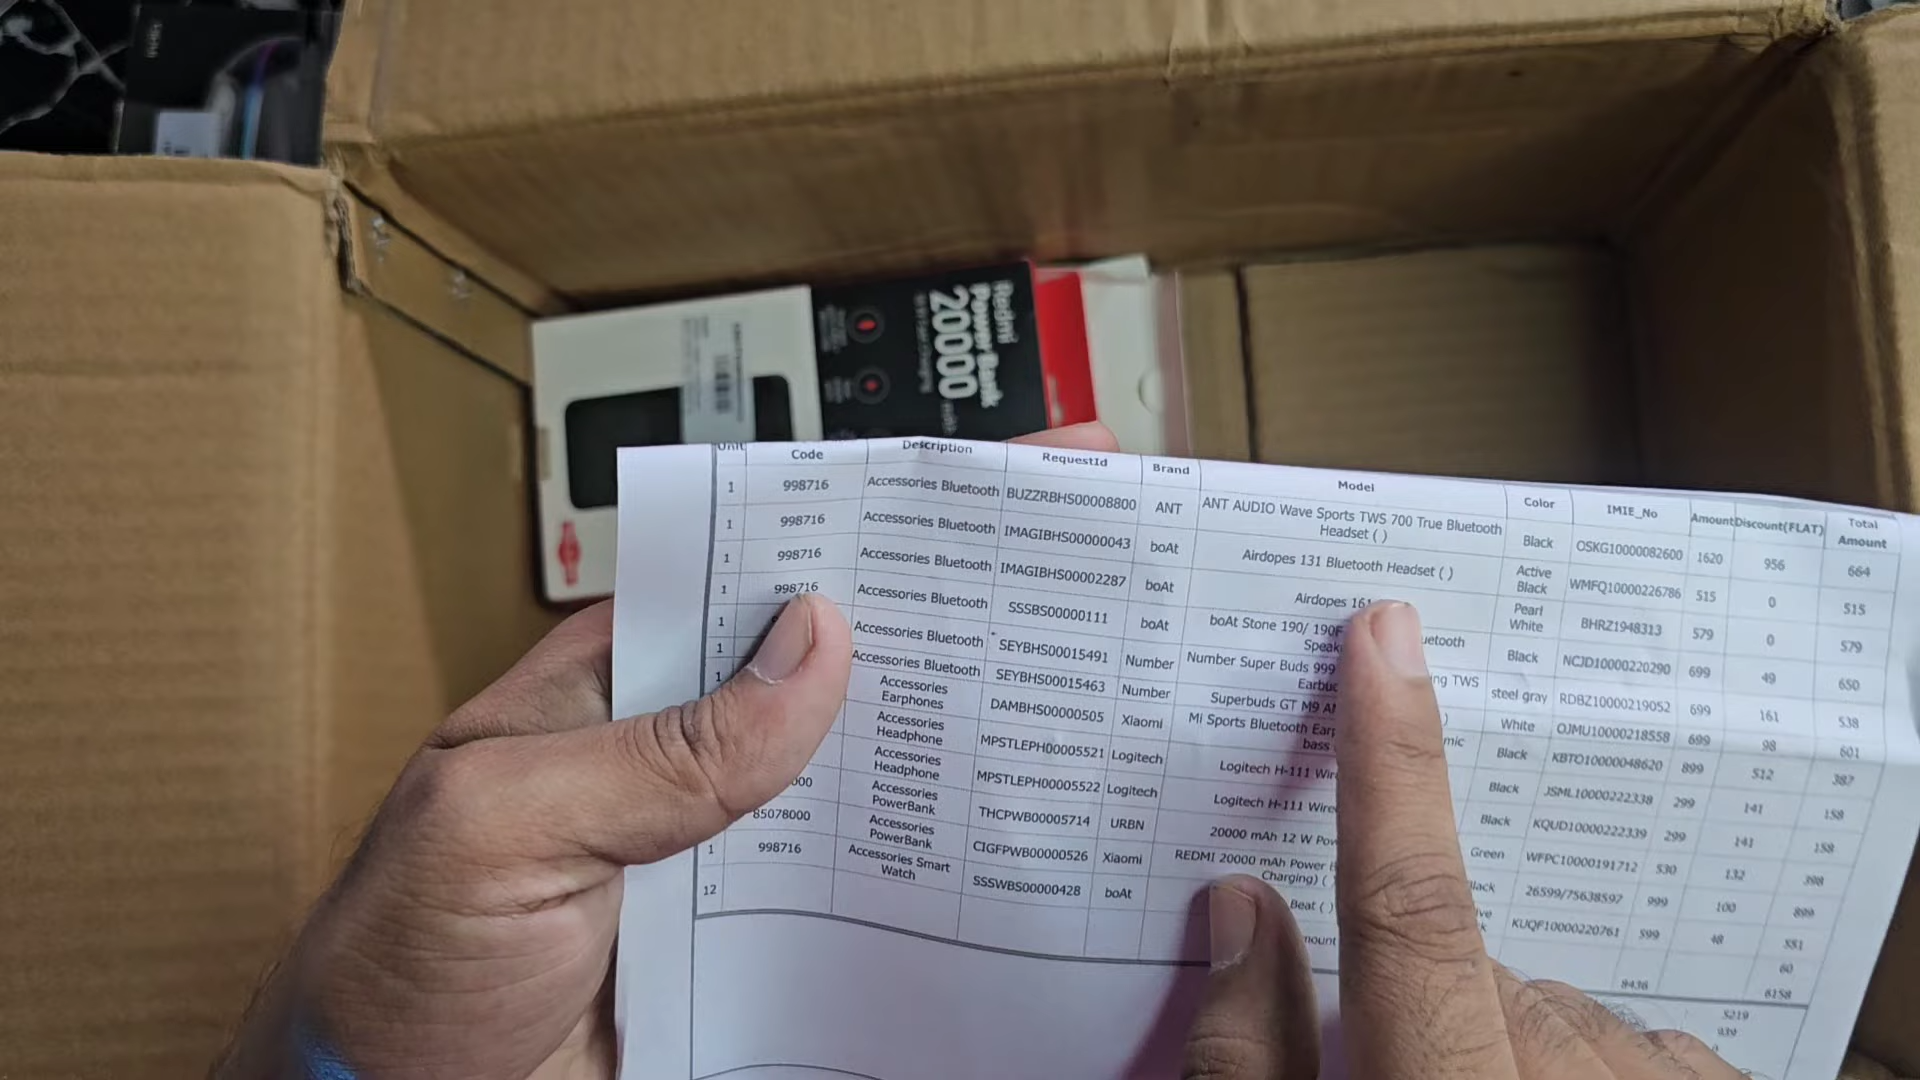 Redmi
Power Bank
20000
Unit Code Description RequestId Brand Model Color IMIE_No Amount Discount(FLAT) Total Amount
1 998716 Accessories Bluetooth BUZZRBHS00008800 ANT ANT AUDIO Wave Sports TWS 700 True Bluetooth Headset ( ) Black OSKG10000082600 1620 956 664
1 998716 Accessories Bluetooth IMAGIBHS00000043 boAt Airdopes 131 Bluetooth Headset ( ) Active Black WMFQ10000226786 515 0 515
1 998716 Accessories Bluetooth IMAGIBHS00002287 boAt Airdopes 161 Pearl White BHRZ1948313 579 0 579
1 998716 Accessories Bluetooth SSSBS00000111 boAt boAt Stone 190/ 190F Black NCJD10000220290 699 49 650
1 Accessories Bluetooth SEYBHS00015491 Number Number Super Buds 999 TWS steel gray RDBZ10000219052 699 161 538
1 Accessories Bluetooth SEYBHS00015463 Number Superbuds GT M9 White OJMU10000218558 699 98 601
1 Accessories Earphones DAMBHS00000505 Xiaomi Mi Sports Bluetooth bass mic Black KBTO10000048620 899 512 387
Accessories Headphone MPSTLEPH00005521 Logitech Logitech H-111 Black JSML10000222338 299 141 158
Accessories Headphone MPSTLEPH00005522 Logitech Logitech H-111 Black KQUD10000222339 299 141 158
Accessories PowerBank THCPWB00005714 URBN 20000 mAh 12 W Green WFPC10000191712 530 132 398
85078000 Accessories PowerBank CIGFPWB00000526 Xiaomi REDMI 20000 mAh Power Charging) ( 26599/75638597 999 100 899
1 998716 Accessories Smart Watch SSSWBS00000428 boAt Beat ( ) KUQF10000220761 599 48 551
12 60
8436 6158
5219